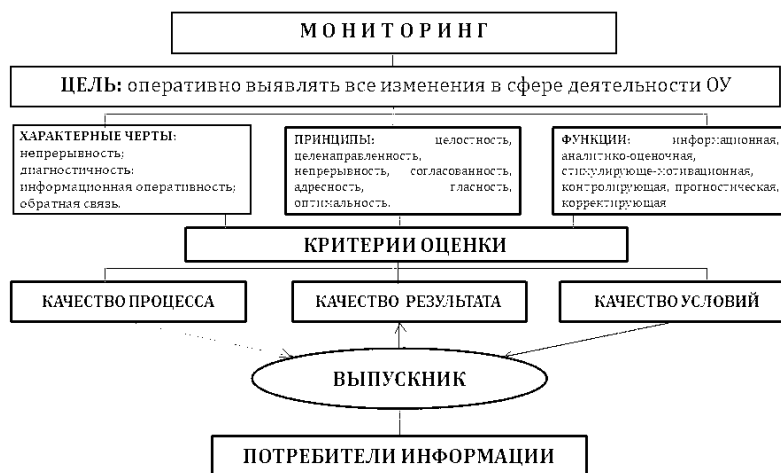 МОНИТОРИНГ
ЦЕЛЬ: оперативно выявлять все изменения в сфере деятельности ОУ
ХАРАКТЕРНЫЕ ЧЕРТЫ:
непрерывность;
диагностичность;
информационная оперативность;
обратная связь.
ПРИНЦИПЫ: целостность,
целенаправленность,
непрерывность, согласованность,
адресность, гласность,
оптимальность.
ФУНКЦИИ: информационная,
аналитико-оценочная,
стимулирующе-мотивационная,
контролирующая, прогностическая,
корректирующая
КРИТЕРИИ ОЦЕНКИ
КАЧЕСТВО ПРОЦЕССА
КАЧЕСТВО РЕЗУЛЬТАТА
КАЧЕСТВО УСЛОВИЙ
ВЫПУСКНИК
ПОТРЕБИТЕЛИ ИНФОРМАЦИИ